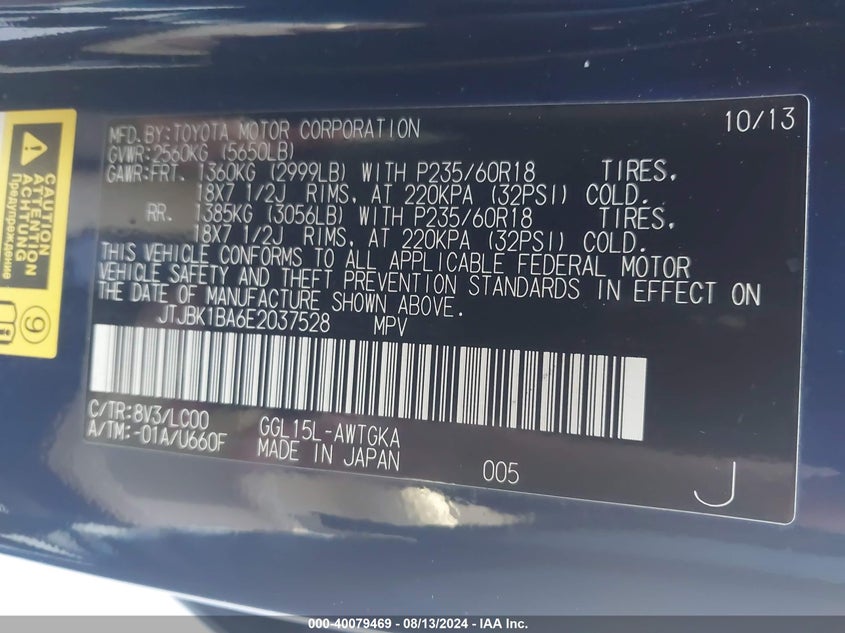 MFD.BY:TOYOTA MOTOR CORPORATION 10/13
GVWR:2560KG (5650LB)
GAWR:FRT. 1360KG (2999LB) WITH P235/60R18 TIRES,
18X7 1/2J RIMS, AT 220KPA (32PSI) COLD.
RR. 1385KG (3056LB) WITH P235/60R18 TIRES,
18X7 1/2J RIMS, AT 220KPA (32PSI) COLD.
THIS VEHICLE CONFORMS TO ALL APPLICABLE FEDERAL MOTOR
VEHICLE SAFETY AND THEFT PREVENTION STANDARDS IN EFFECT ON
THE DATE OF MANUFACTURE SHOWN ABOVE.
JTJBK1BA6E2037528 MPV
C/TR:8V3/LC00 GGL15L-AWTGKA
A/TM:-01A/U660F MADE IN JAPAN 005 J
CAUTION
ATTENTION
ACHTUNG
Предупреждение
9
000-40079469 - 08/13/2024 - IAA Inc.